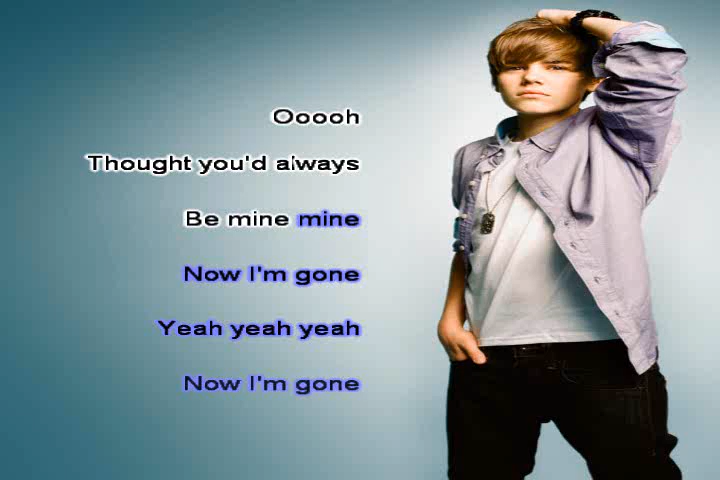 Ooooh
Thought you'd always
Be mine mine
Now I'm gone
Yeah yeah yeah
Now I'm gone